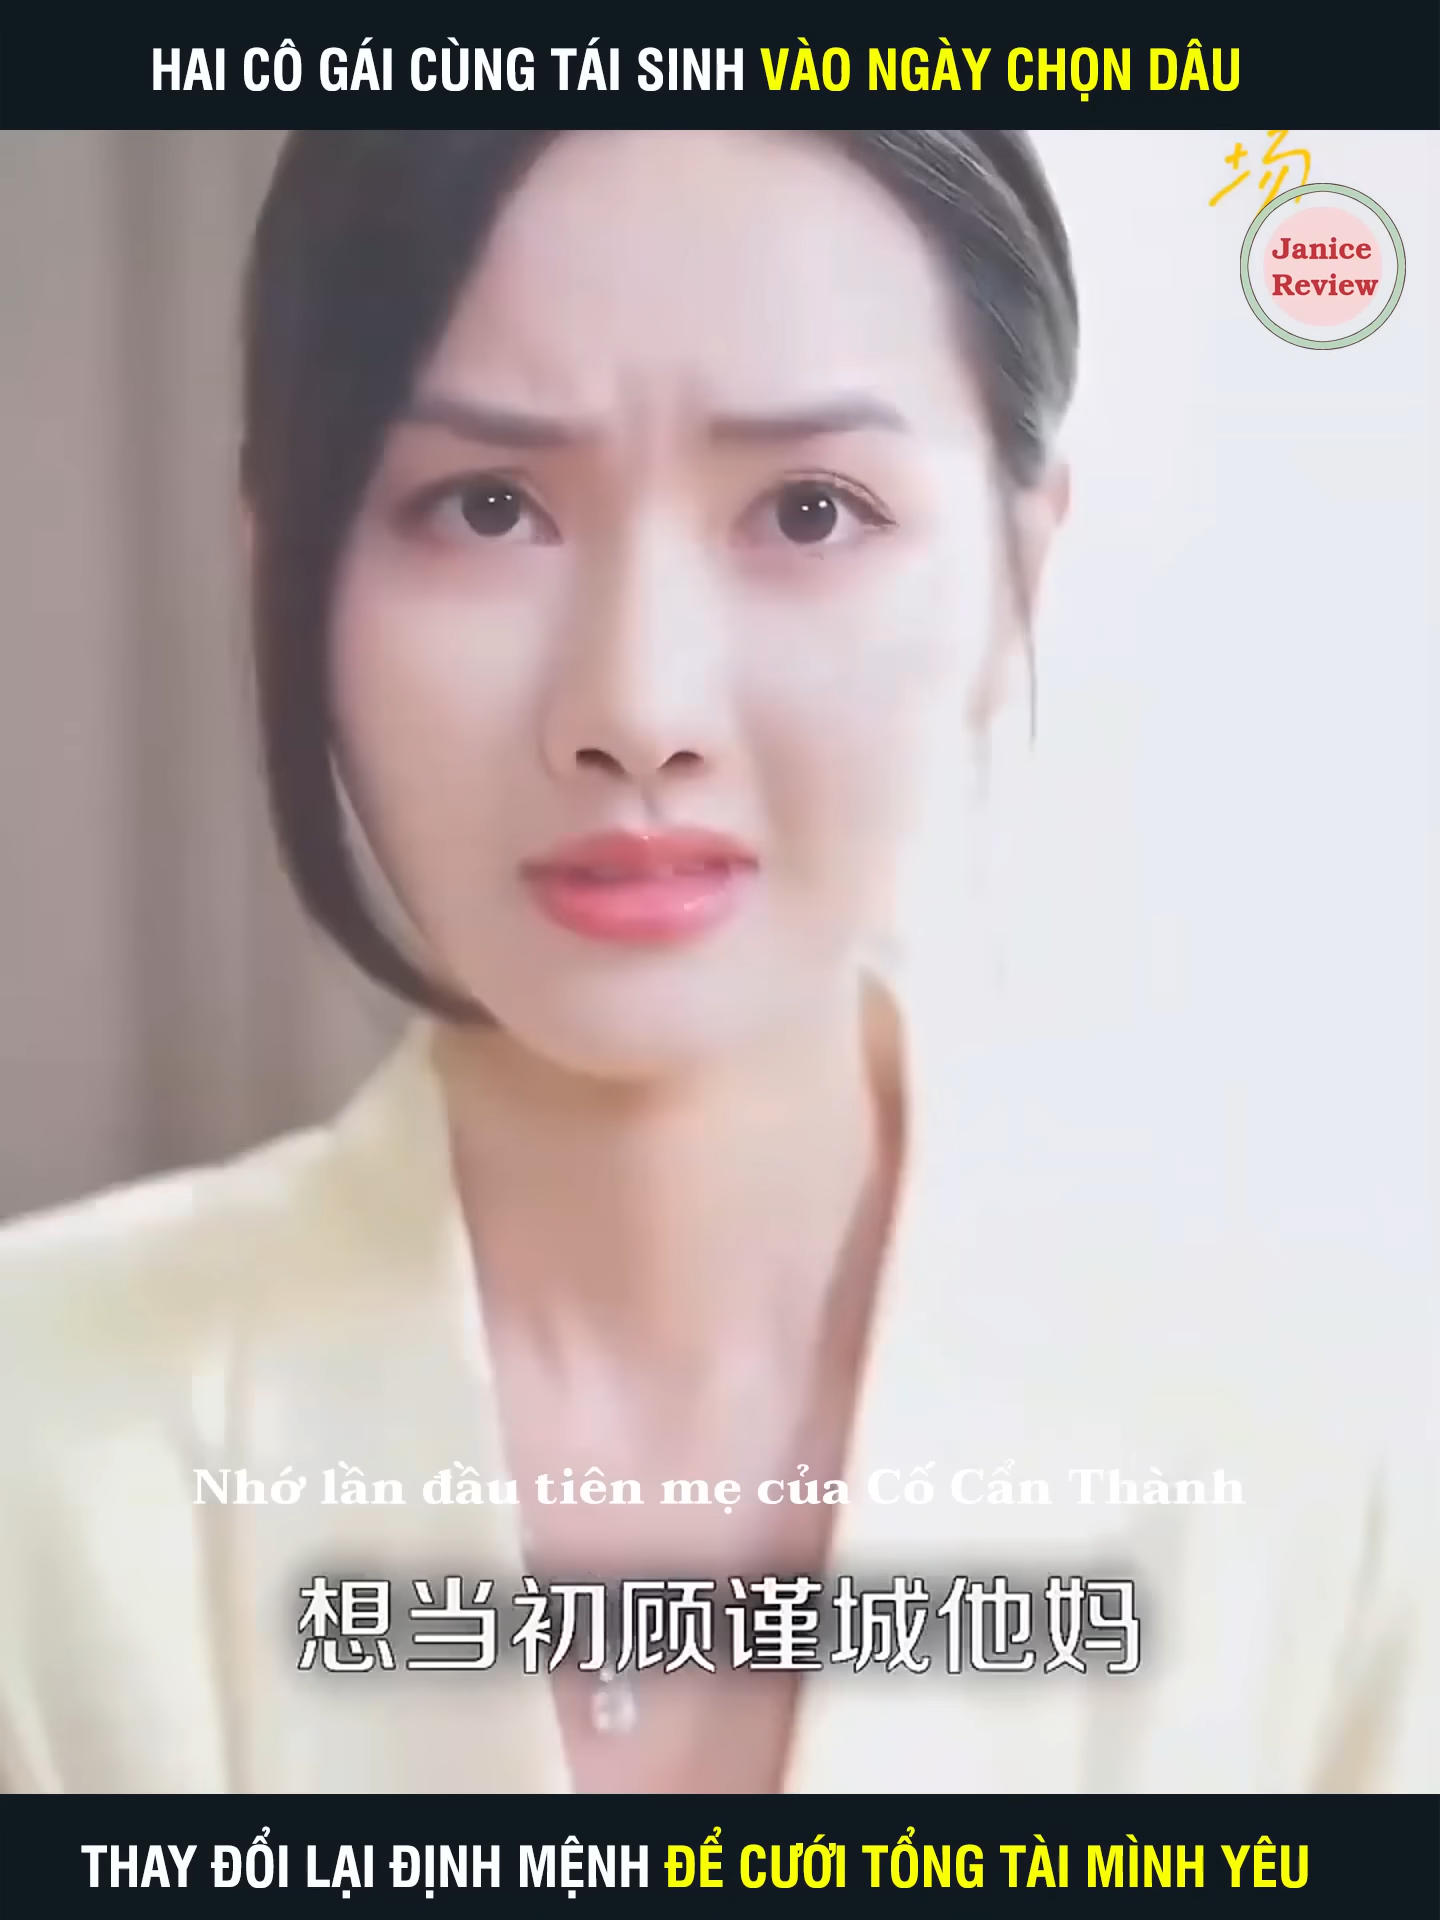 HAI CÔ GÁI CÙNG TÁI SINH VÀO NGÀY CHỌN DÂU
场
Janice
Review
Nhớ lần đầu tiên mẹ của Cố Cẩn Thành
想当初顾谨城他妈
THAY ĐỔI LẠI ĐỊNH MỆNH ĐỂ CƯỚI TỔNG TÀI MÌNH YÊU